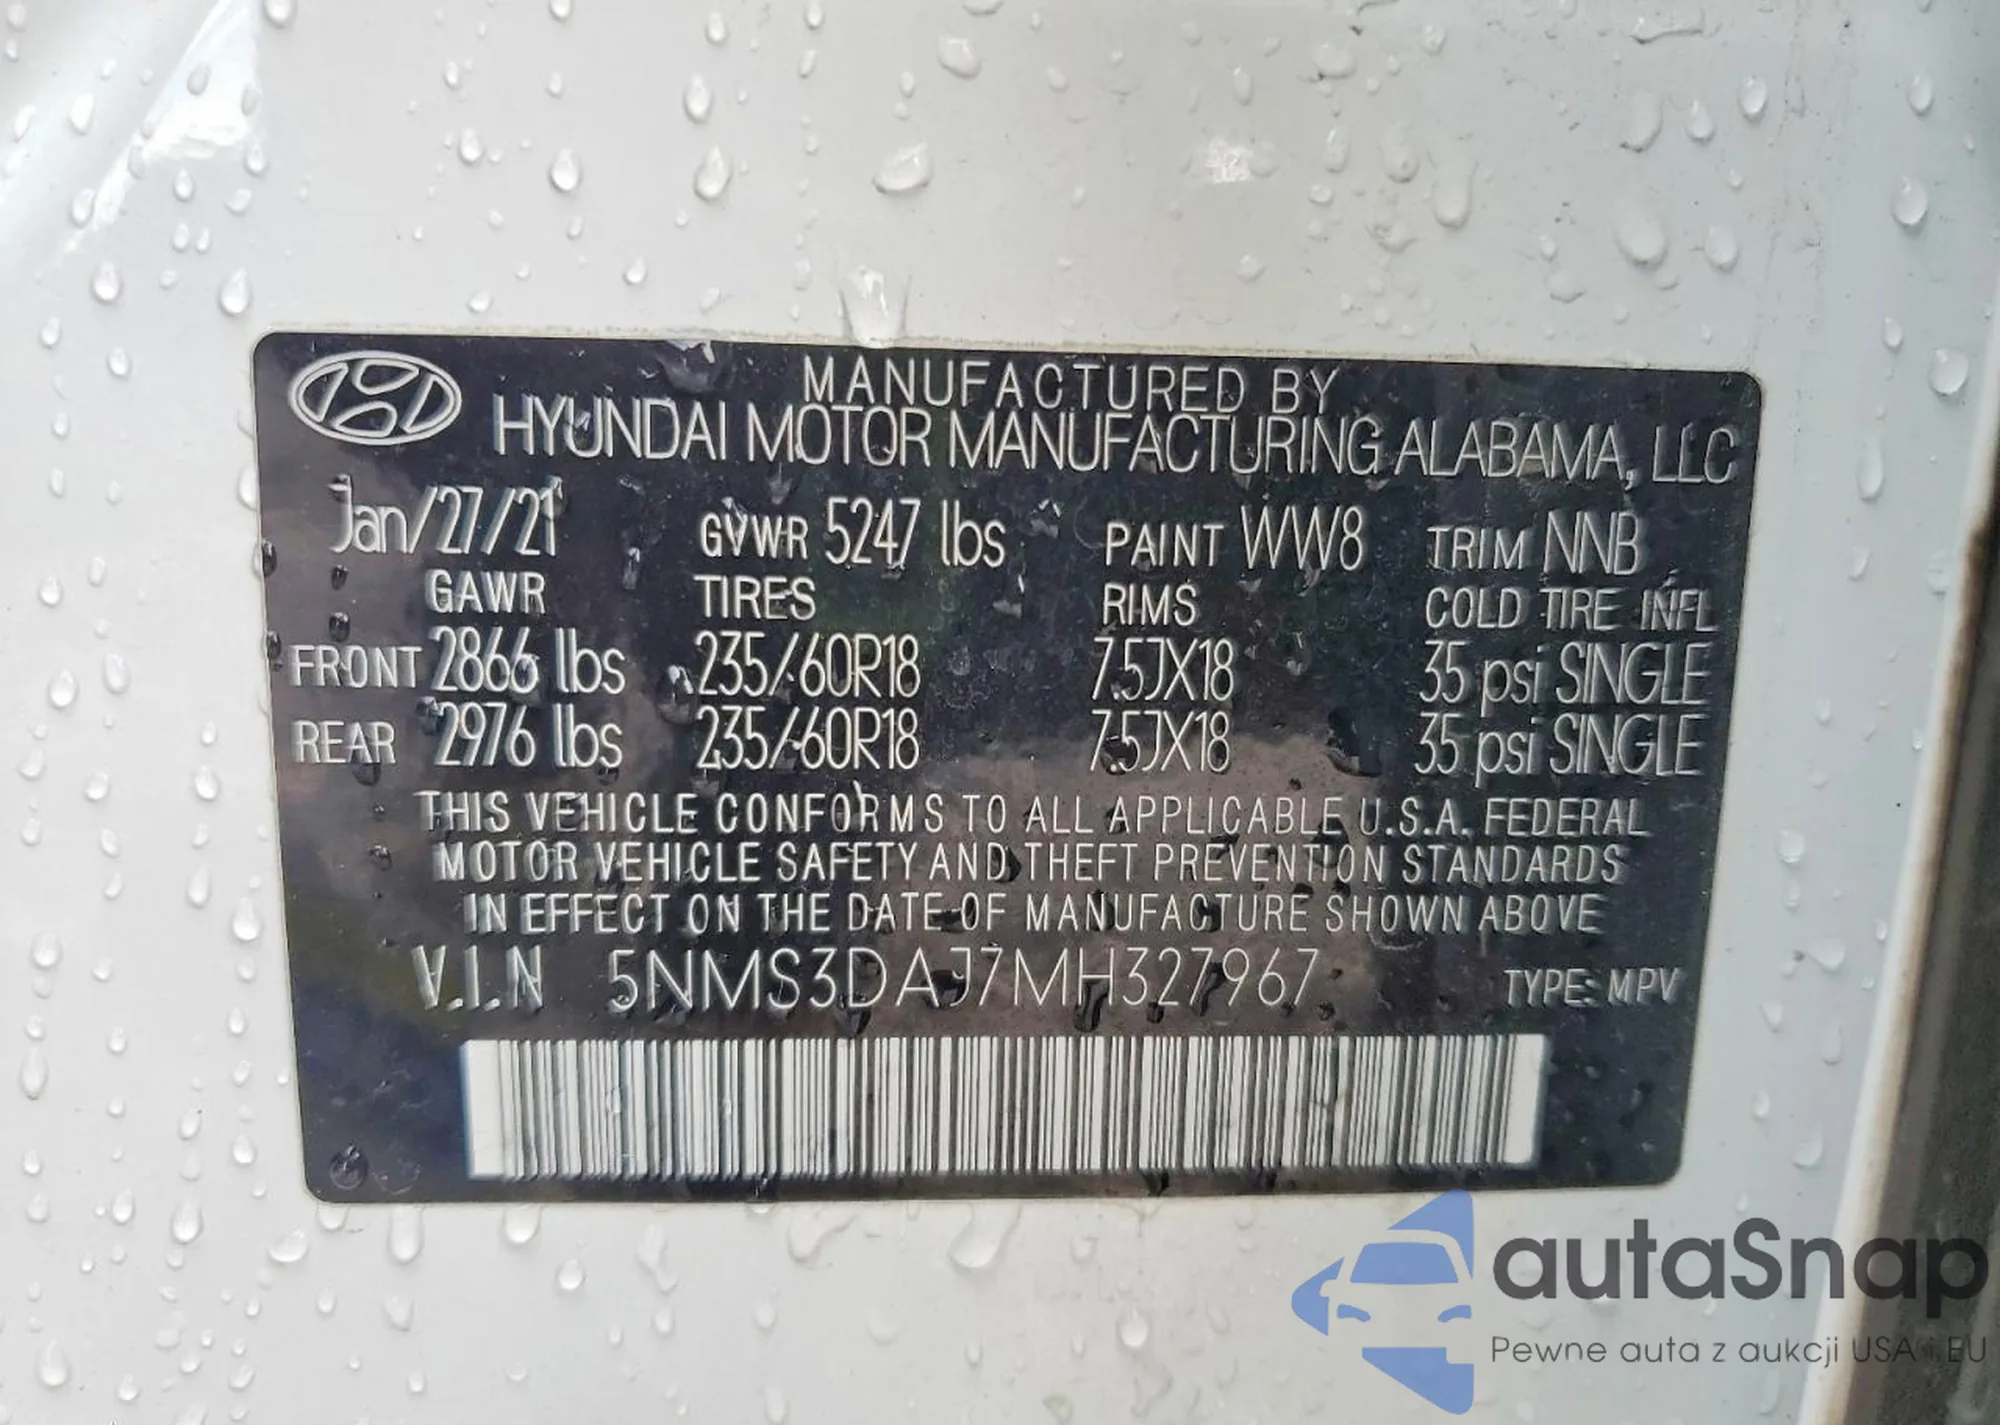 MANUFACTURED BY
HYUNDAI MOTOR MANUFACTURING ALABAMA, LLC
Jan/27/21 GVWR 5247 lbs PAINT WW8 TRIM NNB
GAWR TIRES RIMS COLD TIRE INFL
FRONT 2866 lbs 235/60R18 7.5JX18 35 psi SINGLE
REAR 2976 lbs 235/60R18 7.5JX18 35 psi SINGLE
THIS VEHICLE CONFORMS TO ALL APPLICABLE U.S.A. FEDERAL
MOTOR VEHICLE SAFETY AND THEFT PREVENTION STANDARDS
IN EFFECT ON THE DATE OF MANUFACTURE SHOWN ABOVE
V.I.N 5NMS3DAJ7MH327967 TYPE: MPV
autaSnap
Pewne auta z aukcji USA i EU